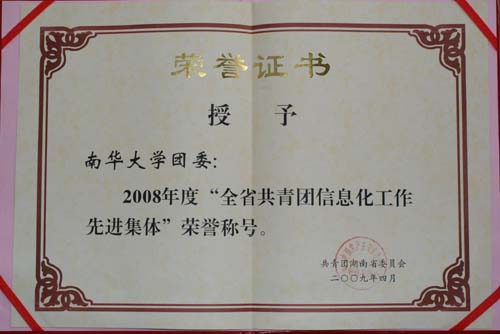 荣誉证书
授予
南华大学团委：
2008年度“全省共青团信息化工作
先进集体”荣誉称号。
共青团湖南省委员会
二〇〇九年四月